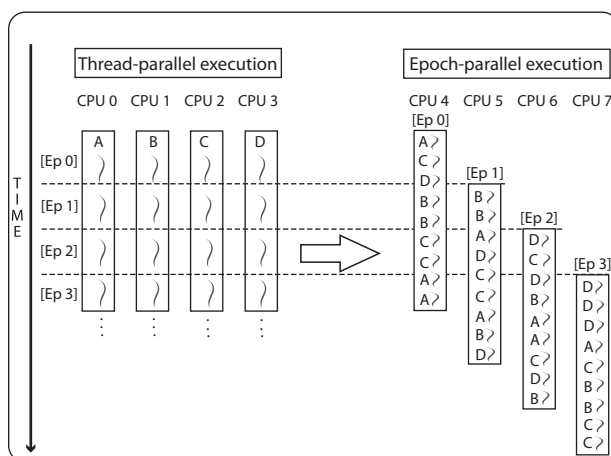 Thread-parallel execution
Epoch-parallel execution
CPU 0 CPU 1 CPU 2 CPU 3
CPU 4 CPU 5 CPU 6 CPU 7
TIME
A B C D
[Ep 0]
[Ep 1]
[Ep 2]
[Ep 3]
[Ep 0]
A
C
D
B
B
C
C
A
A
[Ep 1]
B
B
A
D
C
C
A
B
D
[Ep 2]
D
C
D
B
A
A
C
D
B
[Ep 3]
D
D
D
A
C
B
B
C
C